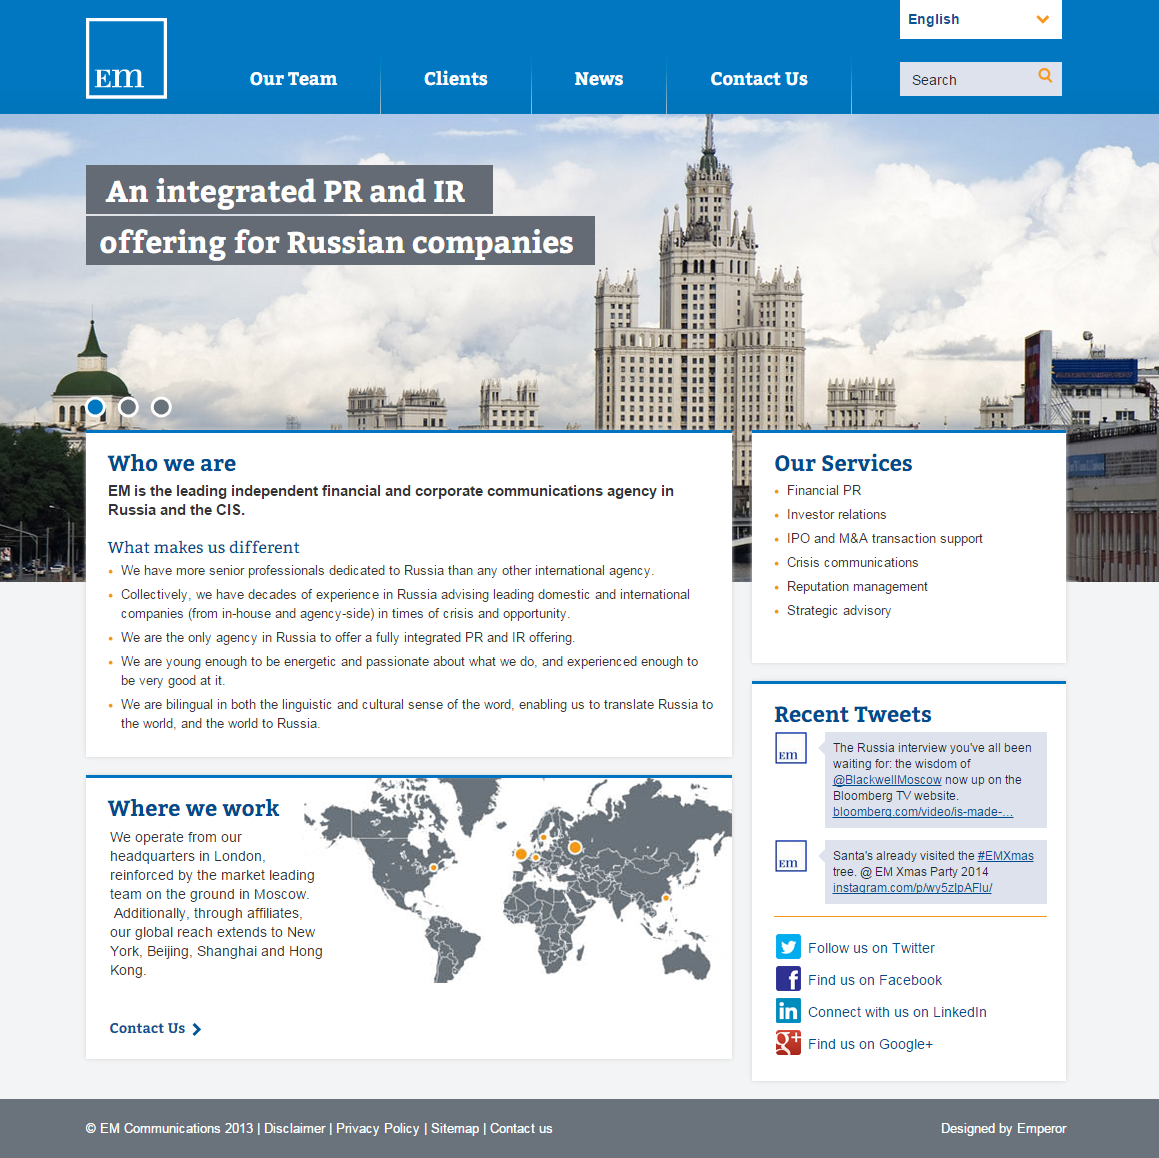 English
EM
Our Team
Clients
News
Contact Us
Search
An integrated PR and IR
offering for Russian companies
Who we are
EM is the leading independent financial and corporate communications agency in
Russia and the CIS.
What makes us different
We have more senior professionals dedicated to Russia than any other international agency.
Collectively, we have decades of experience in Russia advising leading domestic and international
companies (from in-house and agency-side) in times of crisis and opportunity.
We are the only agency in Russia to offer a fully integrated PR and IR offering.
We are young enough to be energetic and passionate about what we do, and experienced enough to
be very good at it.
We are bilingual in both the linguistic and cultural sense of the word, enabling us to translate Russia to
the world, and the world to Russia.
Where we work
We operate from our
headquarters in London,
reinforced by the market leading
team on the ground in Moscow.
Additionally, through affiliates,
our global reach extends to New
York, Beijing, Shanghai and Hong
Kong.
Contact Us
Our Services
Financial PR
Investor relations
IPO and M&A transaction support
Crisis communications
Reputation management
Strategic advisory
Recent Tweets
EM
The Russia interview you've all been
waiting for: the wisdom of
@BlackwellMoscow now up on the
Bloomberg TV website.
bloomberg.com/video/is-made-...
EM
Santa's already visited the #EMXmas
tree. @ EM Xmas Party 2014
instagram.com/p/wy5zIpAFlu/
Follow us on Twitter
Find us on Facebook
Connect with us on LinkedIn
Find us on Google+
© EM Communications 2013 | Disclaimer | Privacy Policy | Sitemap | Contact us
Designed by Emperor